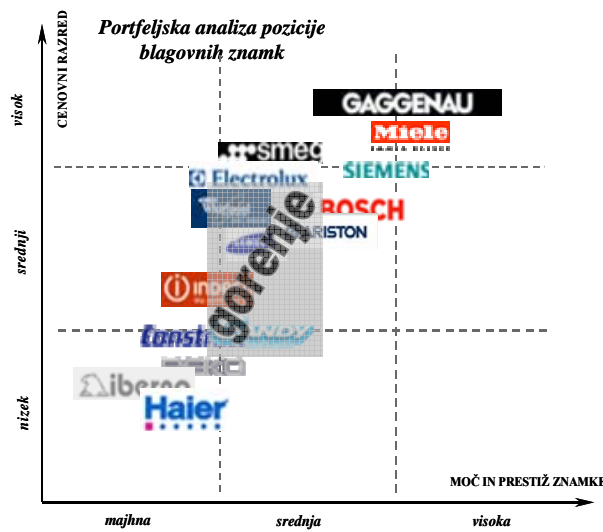 Portfeljska analiza pozicije
blagovnih znamk
CENOVNI RAZRED
visok
srednji
nizek
GAGGENAU
Miele
smeg
SIEMENS
Electrolux
BOSCH
ARISTON
gorenje
Haier
MOČ IN PRESTIŽ ZNAMKE
majhna
srednja
visoka